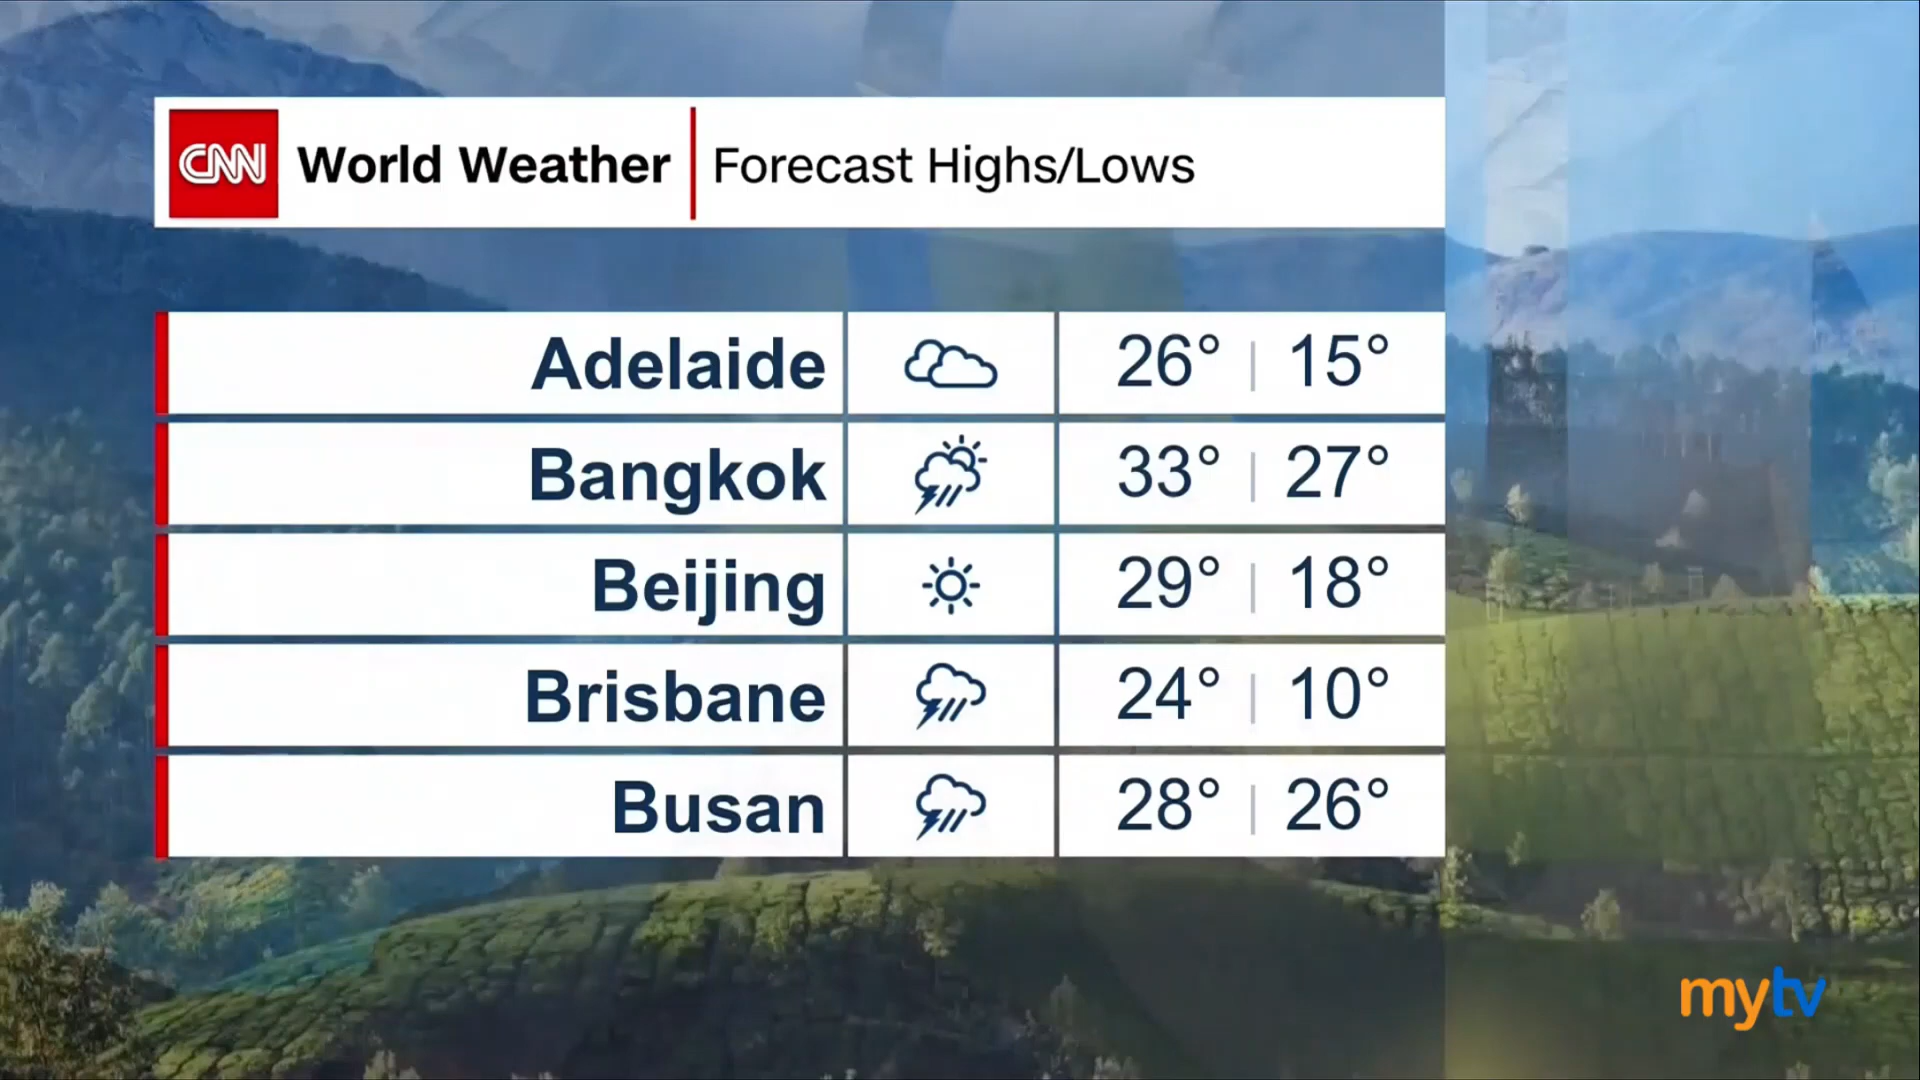 CNN World Weather | Forecast Highs/Lows
Adelaide 26° | 15°
Bangkok 33° | 27°
Beijing 29° | 18°
Brisbane 24° | 10°
Busan 28° | 26°
mytv